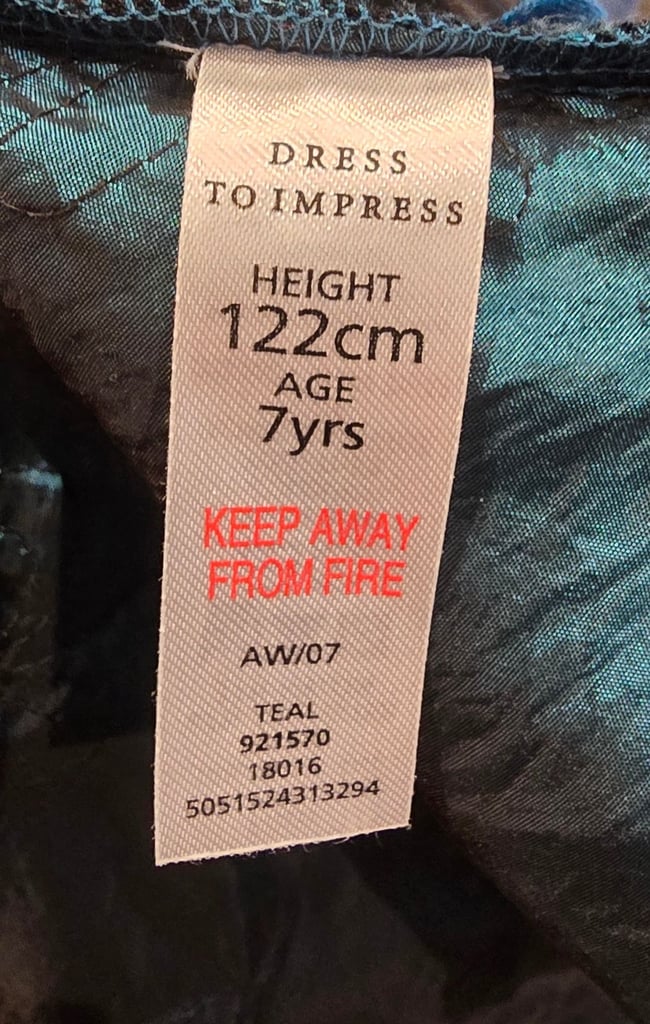 DRESS
TO IMPRESS
HEIGHT
122cm
AGE
7yrs
KEEP AWAY
FROM FIRE
AW/07
TEAL
921570
18016
5051524313294